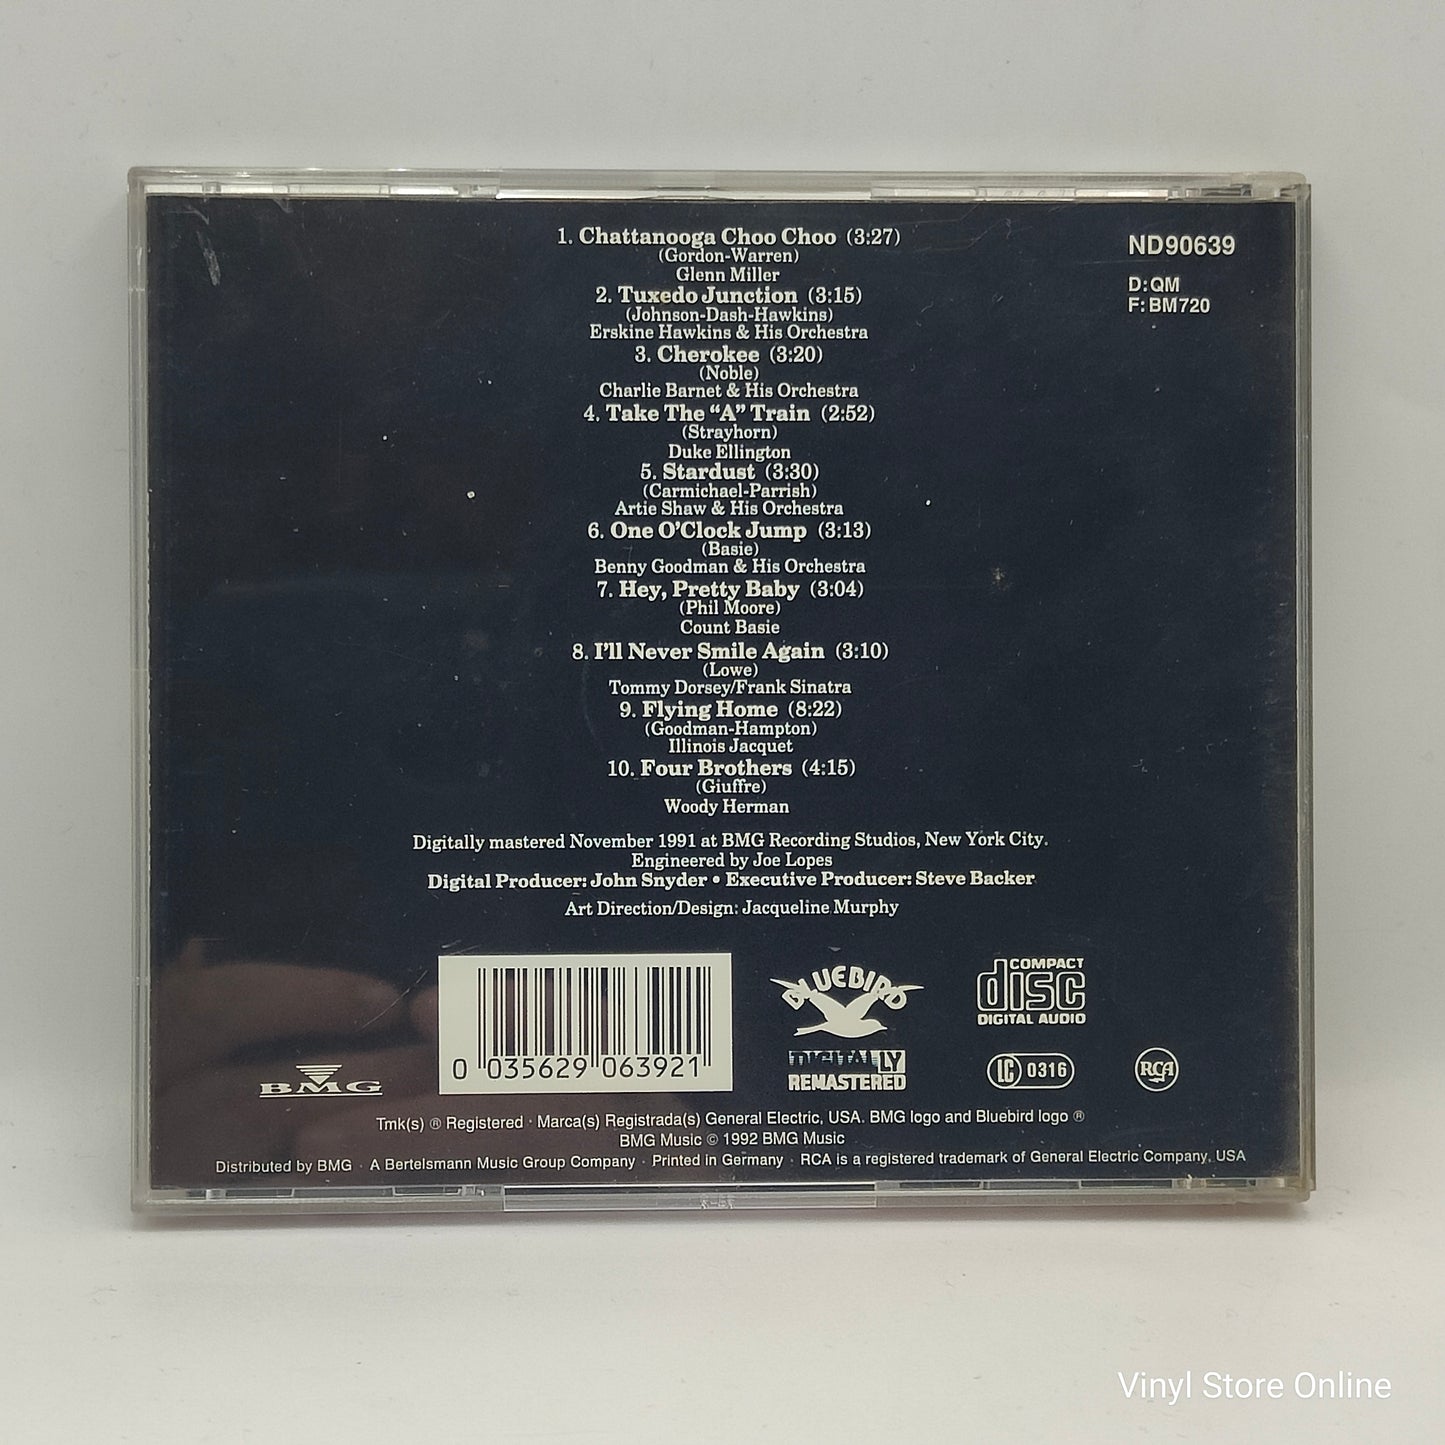 1. Chattanooga Choo Choo (3:27)
(Gordon-Warren)
Glenn Miller
2. Tuxedo Junction (3:15)
(Johnson-Dash-Hawkins)
Erskine Hawkins & His Orchestra
3. Cherokee (3:20)
(Noble)
Charlie Barnet & His Orchestra
4. Take The “A” Train (2:52)
(Strayhorn)
Duke Ellington
5. Stardust (3:30)
(Carmichael-Parrish)
Artie Shaw & His Orchestra
6. One O’Clock Jump (3:13)
(Basie)
Benny Goodman & His Orchestra
7. Hey, Pretty Baby (3:04)
(Phil Moore)
Count Basie
8. I’ll Never Smile Again (3:10)
(Lowe)
Tommy Dorsey/Frank Sinatra
9. Flying Home (8:22)
(Goodman-Hampton)
Illinois Jacquet
10. Four Brothers (4:15)
(Giuffre)
Woody Herman
ND90639
D: QM
F: BM720
Digitally mastered November 1991 at BMG Recording Studios, New York City.
Engineered by Joe Lopes
Digital Producer: John Snyder • Executive Producer: Steve Backer
Art Direction/Design: Jacqueline Murphy
BMG
0 035629 063921
BLUEBIRD
DIGITALLY
REMASTERED
COMPACT
disc
DIGITAL AUDIO
LC 0316
RCA
Tmk(s) ® Registered · Marca(s) Registrada(s) General Electric, USA. BMG logo and Bluebird logo ®
BMG Music © 1992 BMG Music
Distributed by BMG · A Bertelsmann Music Group Company · Printed in Germany · RCA is a registered trademark of General Electric Company, USA
Vinyl Store Online